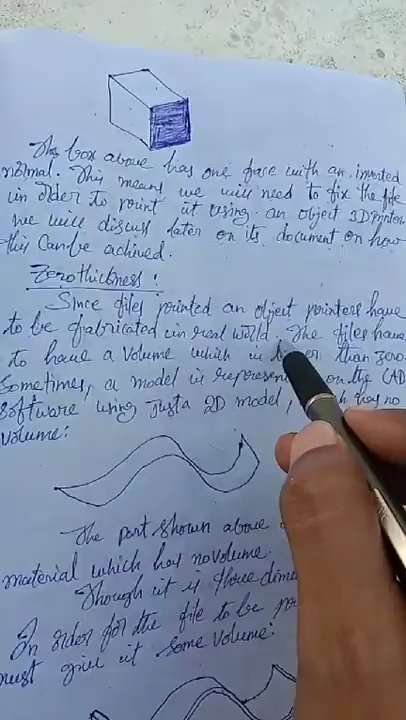 The box above has one face with an inverted
normal. This means we will need to fix the file
in order to print it using an object 3D printer
we will discuss later on its document on how
this can be achived.
Zerothickness:
Since files printed an object printers have
to be fabricated in real world. The files have
to have a volume which is than zero.
Sometimes, a model is on the CAD
software using Just a 2D model, has no
volume:
The part shown above
material which has no volume.
Though it is three
In order for the file to be
must give it some volume: